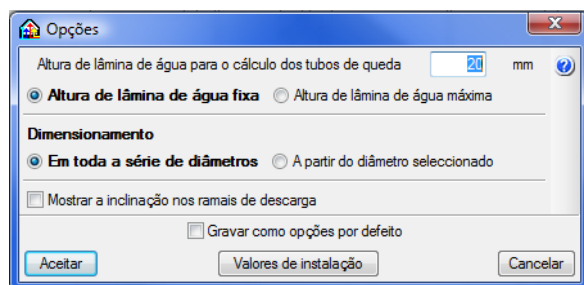 Opções
Altura de lâmina de água para o cálculo dos tubos de queda 20 mm
Altura de lâmina de água fixa Altura de lâmina de água máxima
Dimensionamento
Em toda a série de diâmetros A partir do diâmetro seleccionado
Mostrar a inclinação nos ramais de descarga
Gravar como opções por defeito
Aceitar Valores de instalação Cancelar